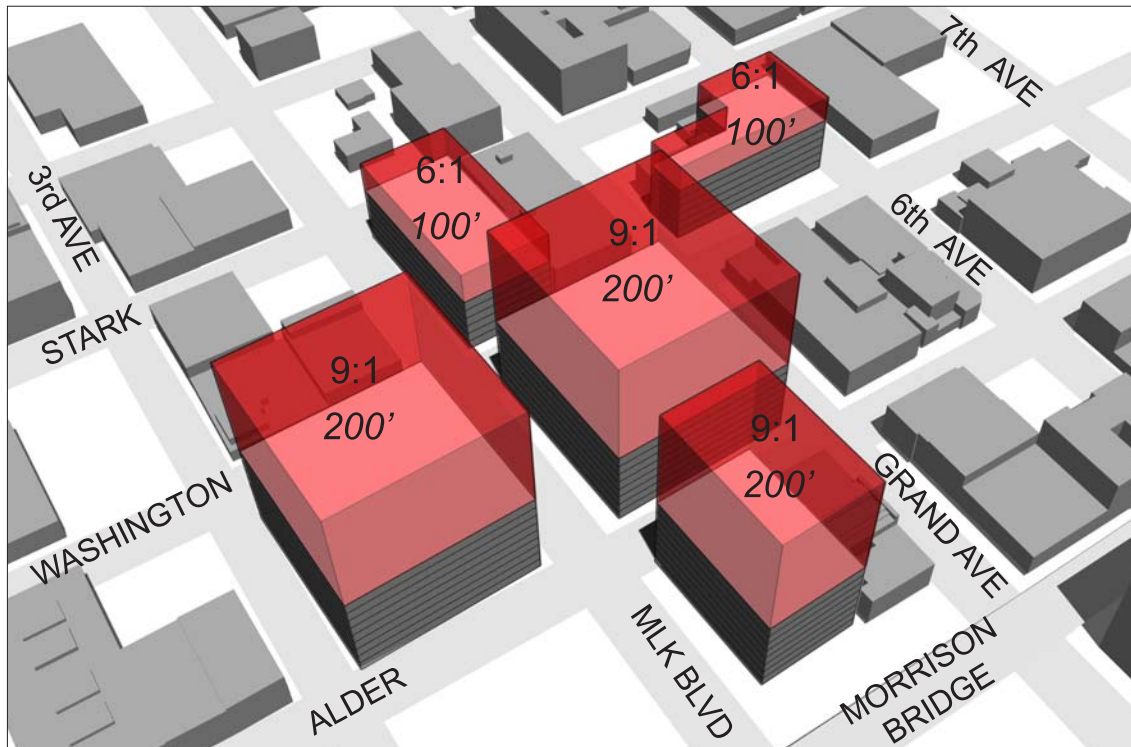 7th AVE
6:1
100’
6:1
100’
3rd AVE
6th AVE
9:1
200’
STARK
9:1
200’
9:1
200’
GRAND AVE
WASHINGTON
MLK BLVD
MORRISON
BRIDGE
ALDER